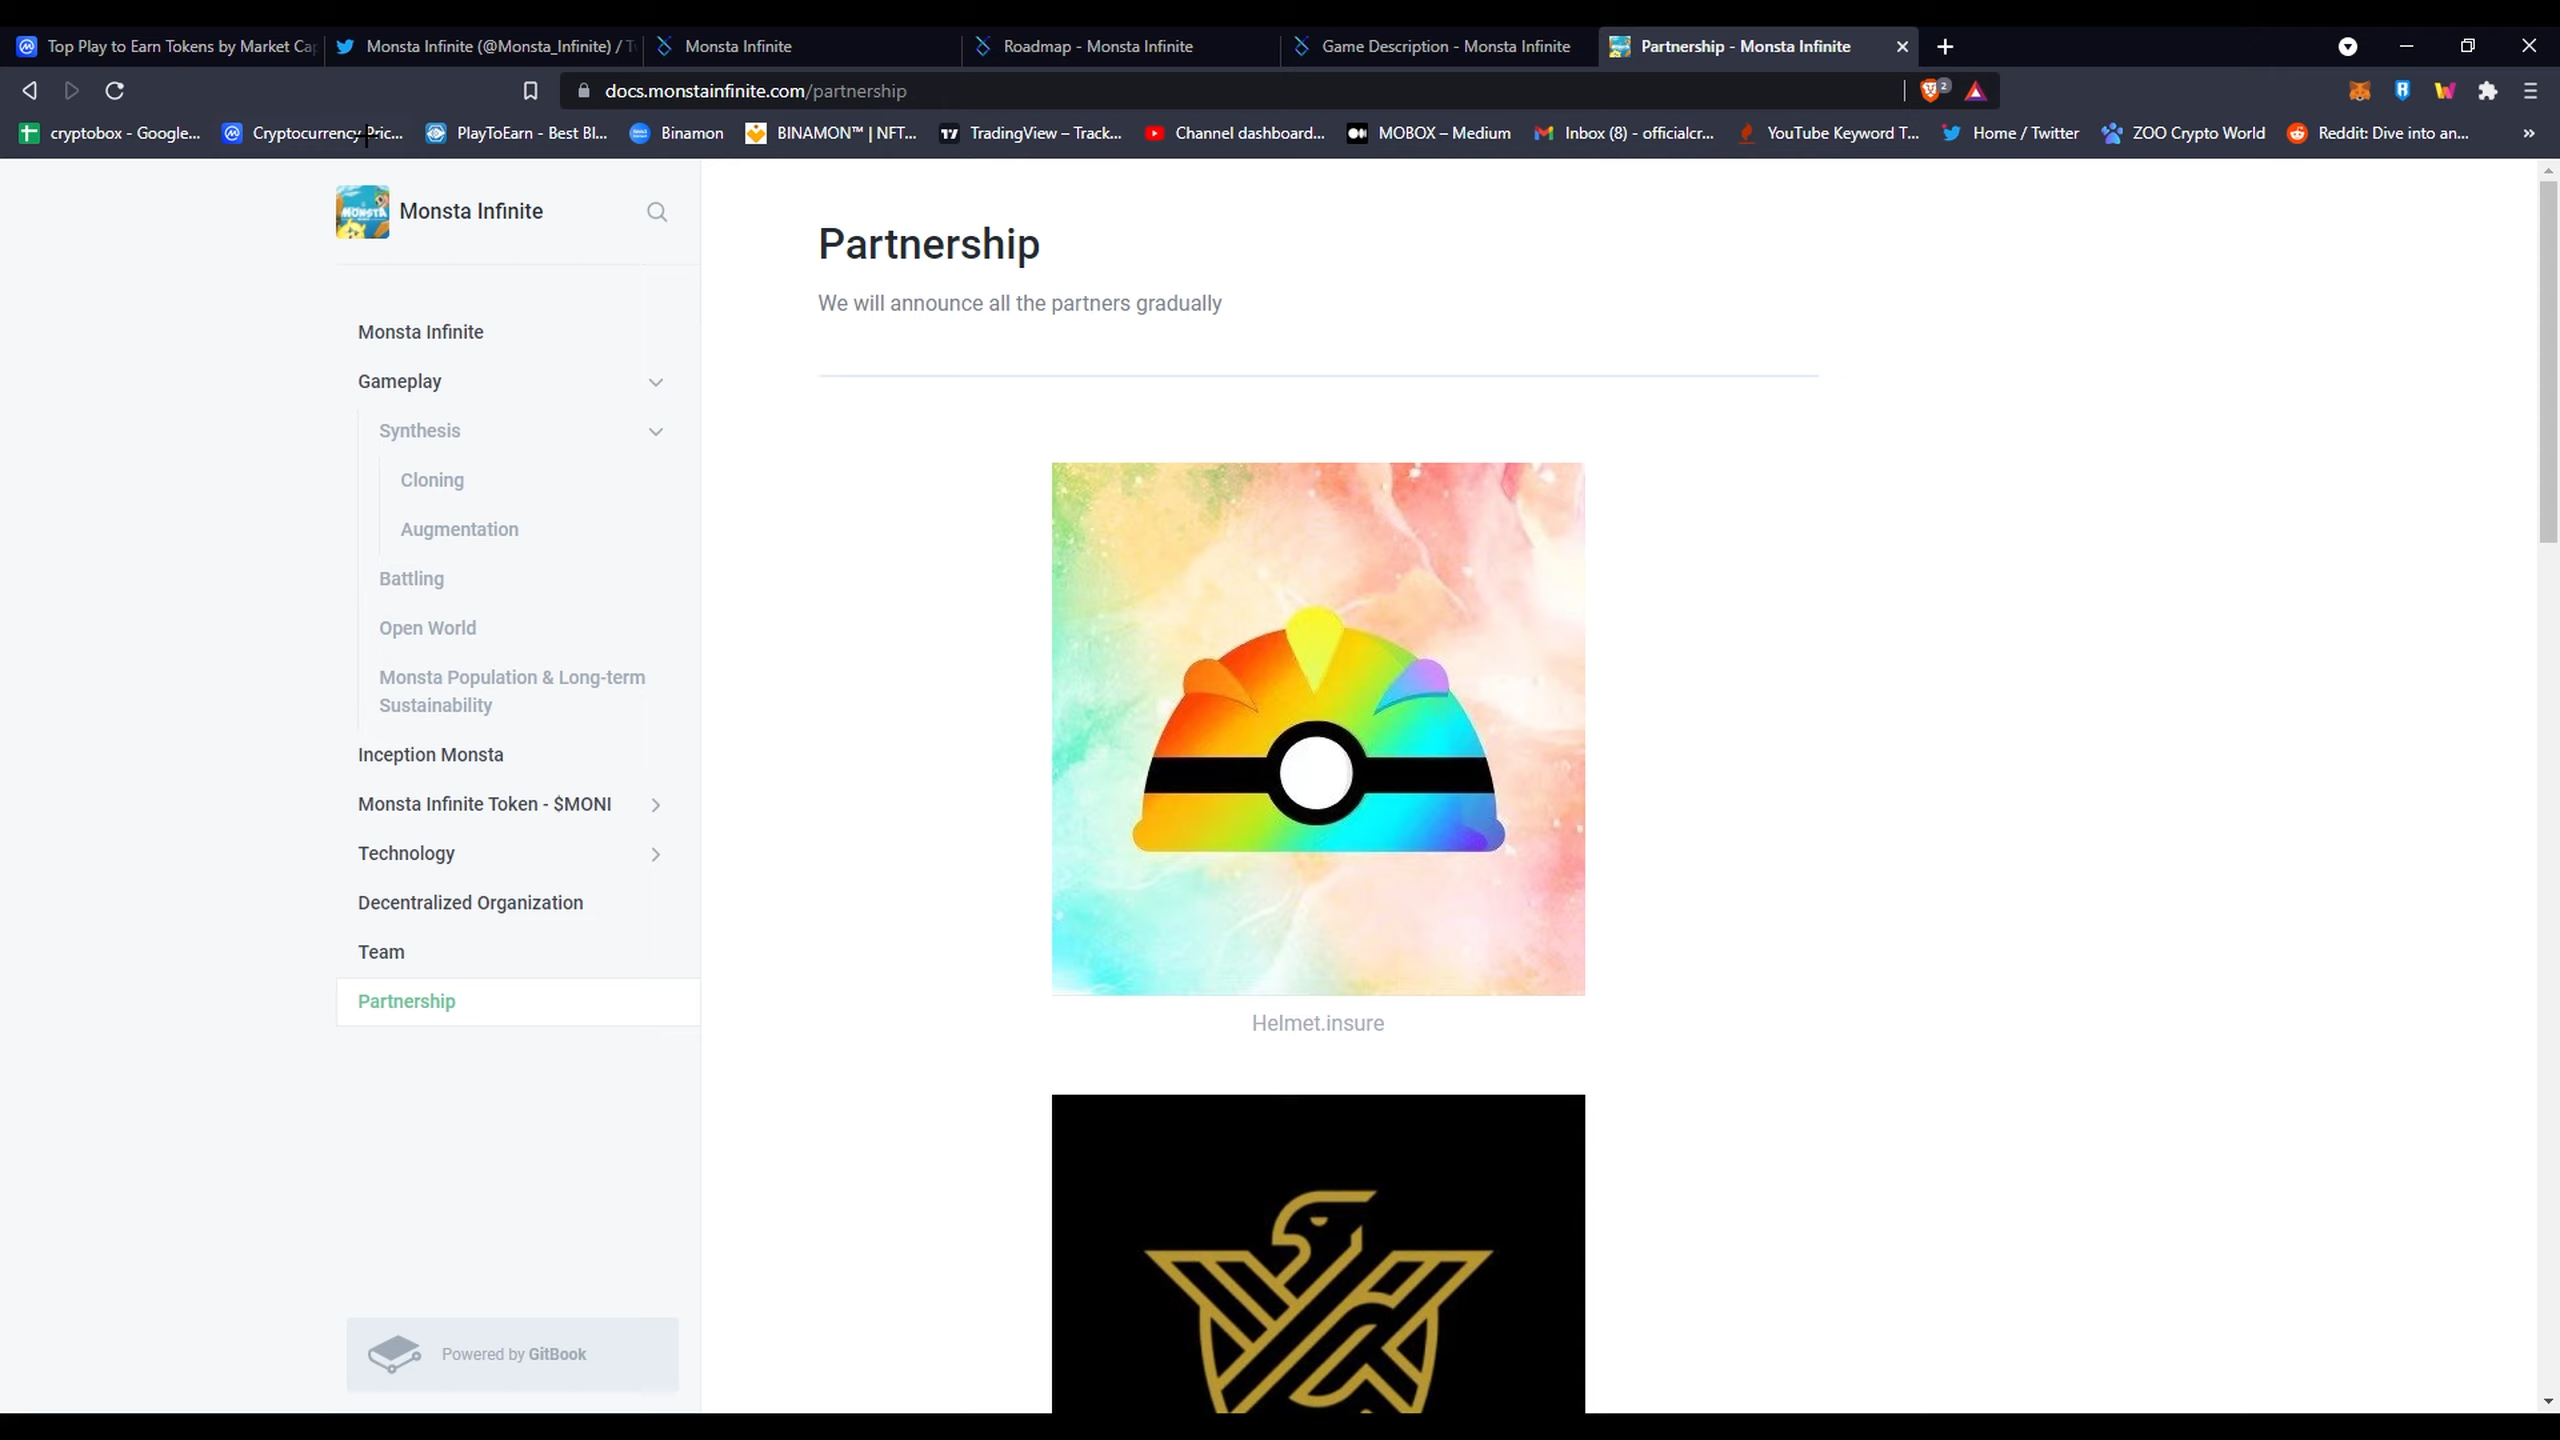 Top Play to Earn Tokens by Market Ca
Monsta Infinite (@Monsta_Infinite) / T
Monsta Infinite
Roadmap - Monsta Infinite
Game Description - Monsta Infinite
Partnership - Monsta Infinite
docs.monstainfinite.com/partnership
2
cryptobox - Google...
Cryptocurrency Pric...
PlayToEarn - Best Bl...
Binamon
BINAMON™ | NFT...
TradingView – Track...
Channel dashboard...
MOBOX – Medium
Inbox (8) - officialcr...
YouTube Keyword T...
Home / Twitter
ZOO Crypto World
Reddit: Dive into an...
»
MONSTA
Monsta Infinite
Monsta Infinite
Gameplay
Synthesis
Cloning
Augmentation
Battling
Open World
Monsta Population & Long-term
Sustainability
Inception Monsta
Monsta Infinite Token - $MONI
Technology
Decentralized Organization
Team
Partnership
Powered by GitBook
Partnership
We will announce all the partners gradually
Helmet.insure